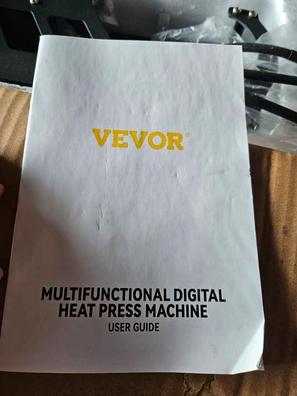 VEVOR®
MULTIFUNCTIONAL DIGITAL
HEAT PRESS MACHINE
USER GUIDE